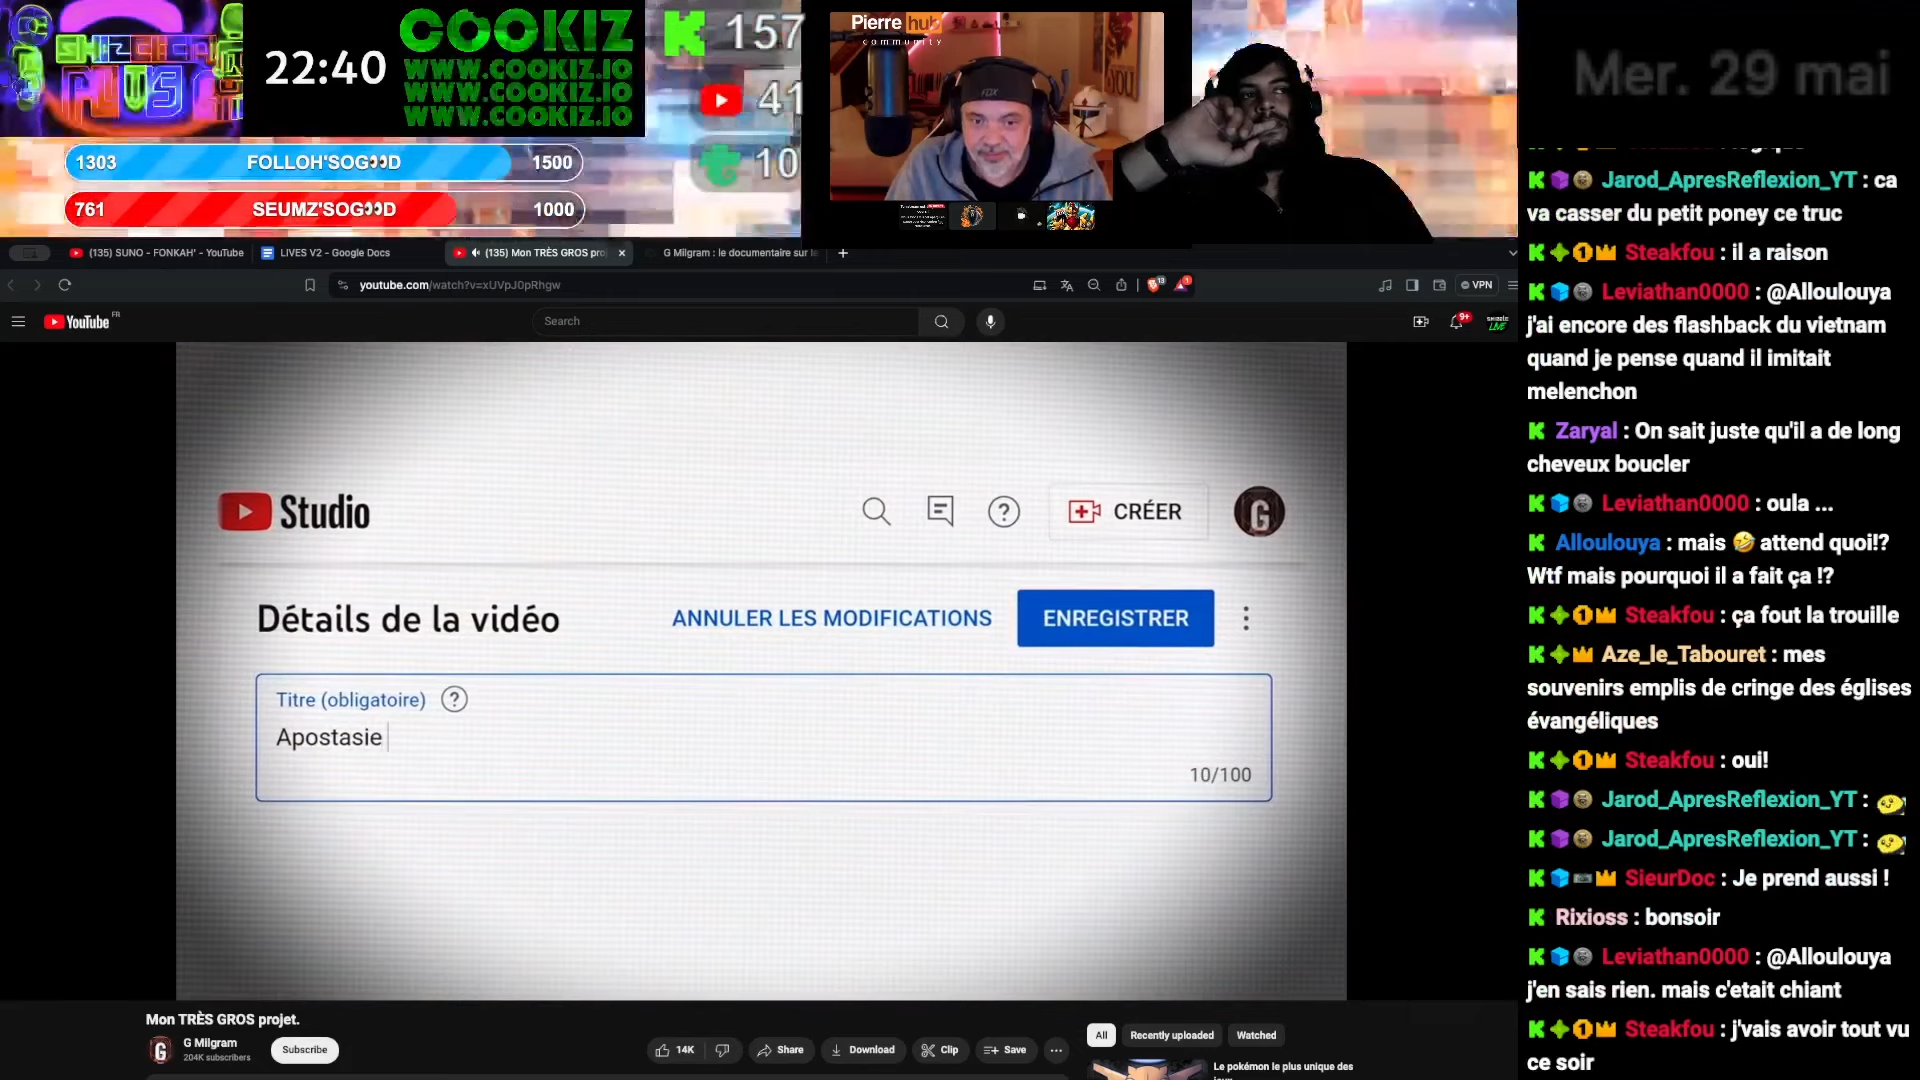 22:40
COOKIZ
WWW.COOKIZ.IO
WWW.COOKIZ.IO
WWW.COOKIZ.IO
157
41
10
1303 FOLLOH'SOG👀D 1500
761 SEUMZ'SOG👀D 1000
Pierre hub
community
FOX
Mer. 29 mai
(135) SUNO - FONKAH' - YouTube
LIVES V2 - Google Docs
(135) Mon TRÈS GROS pro
G Milgram : le documentaire sur le
youtube.com/watch?v=xUVpJ0pRhgw
VPN
YouTube FR
Search
9+
Studio
CRÉER
G
Détails de la vidéo
ANNULER LES MODIFICATIONS
ENREGISTRER
Titre (obligatoire)
Apostasie
10/100
Mon TRÈS GROS projet.
G Milgram
204K subscribers
Subscribe
14K
Share
Download
Clip
Save
All
Recently uploaded
Watched
Le pokémon le plus unique des
Jarod_ApresReflexion_YT : ca
va casser du petit poney ce truc
Steakfou : il a raison
Leviathan0000 : @Alloulouya
j'ai encore des flashback du vietnam
quand je pense quand il imitait
melenchon
Zaryal : On sait juste qu'il a de long
cheveux boucler
Leviathan0000 : oula ...
Alloulouya : mais 🤣 attend quoi!?
Wtf mais pourquoi il a fait ça !?
Steakfou : ça fout la trouille
Aze_le_Tabouret : mes
souvenirs emplis de cringe des églises
évangéliques
Steakfou : oui!
Jarod_ApresReflexion_YT :
Jarod_ApresReflexion_YT :
SieurDoc : Je prend aussi !
Rixioss : bonsoir
Leviathan0000 : @Alloulouya
j'en sais rien. mais c'etait chiant
Steakfou : j'vais avoir tout vu
ce soir